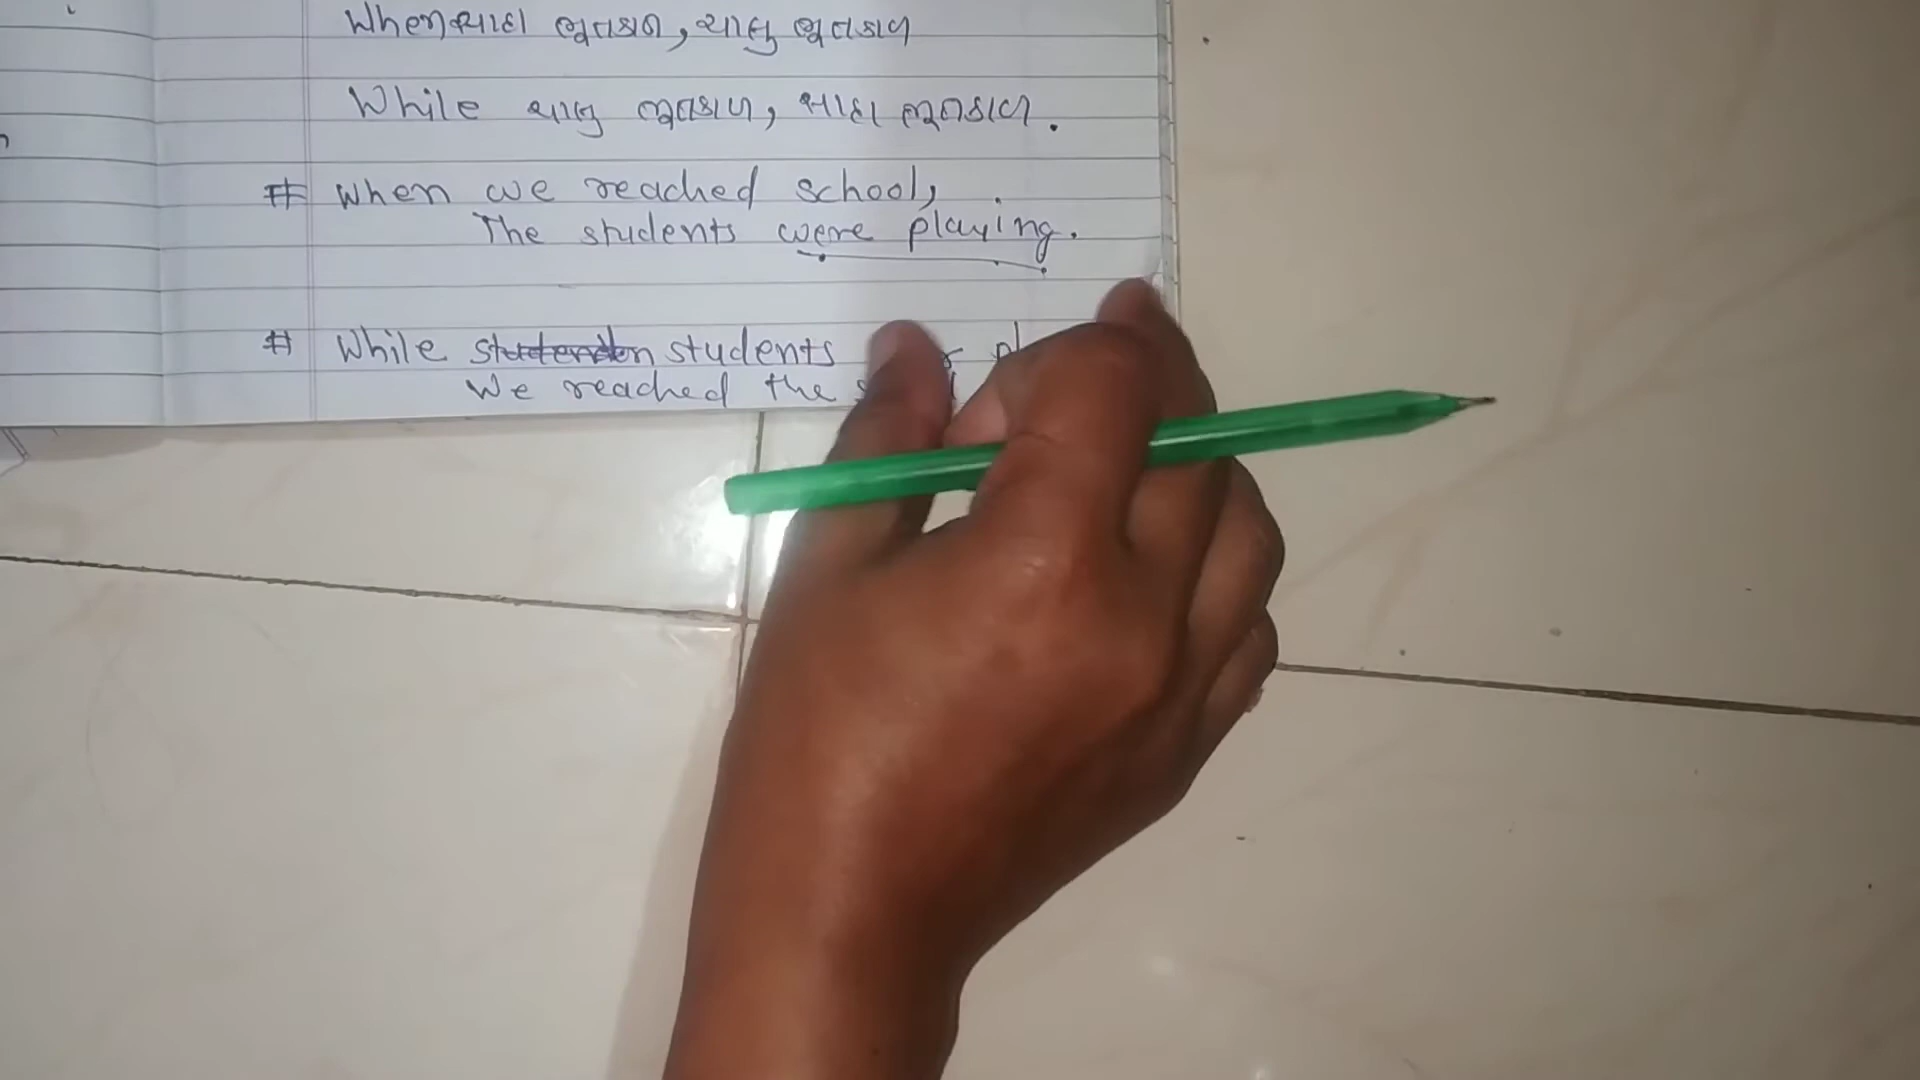 When સાદો ભૂતકાળ, ચાલુ ભૂતકાળ
While ચાલુ ભૂતકાળ, સાદો ભૂતકાળ.
# When we reached school,
The students were playing.
# While students
We reached the